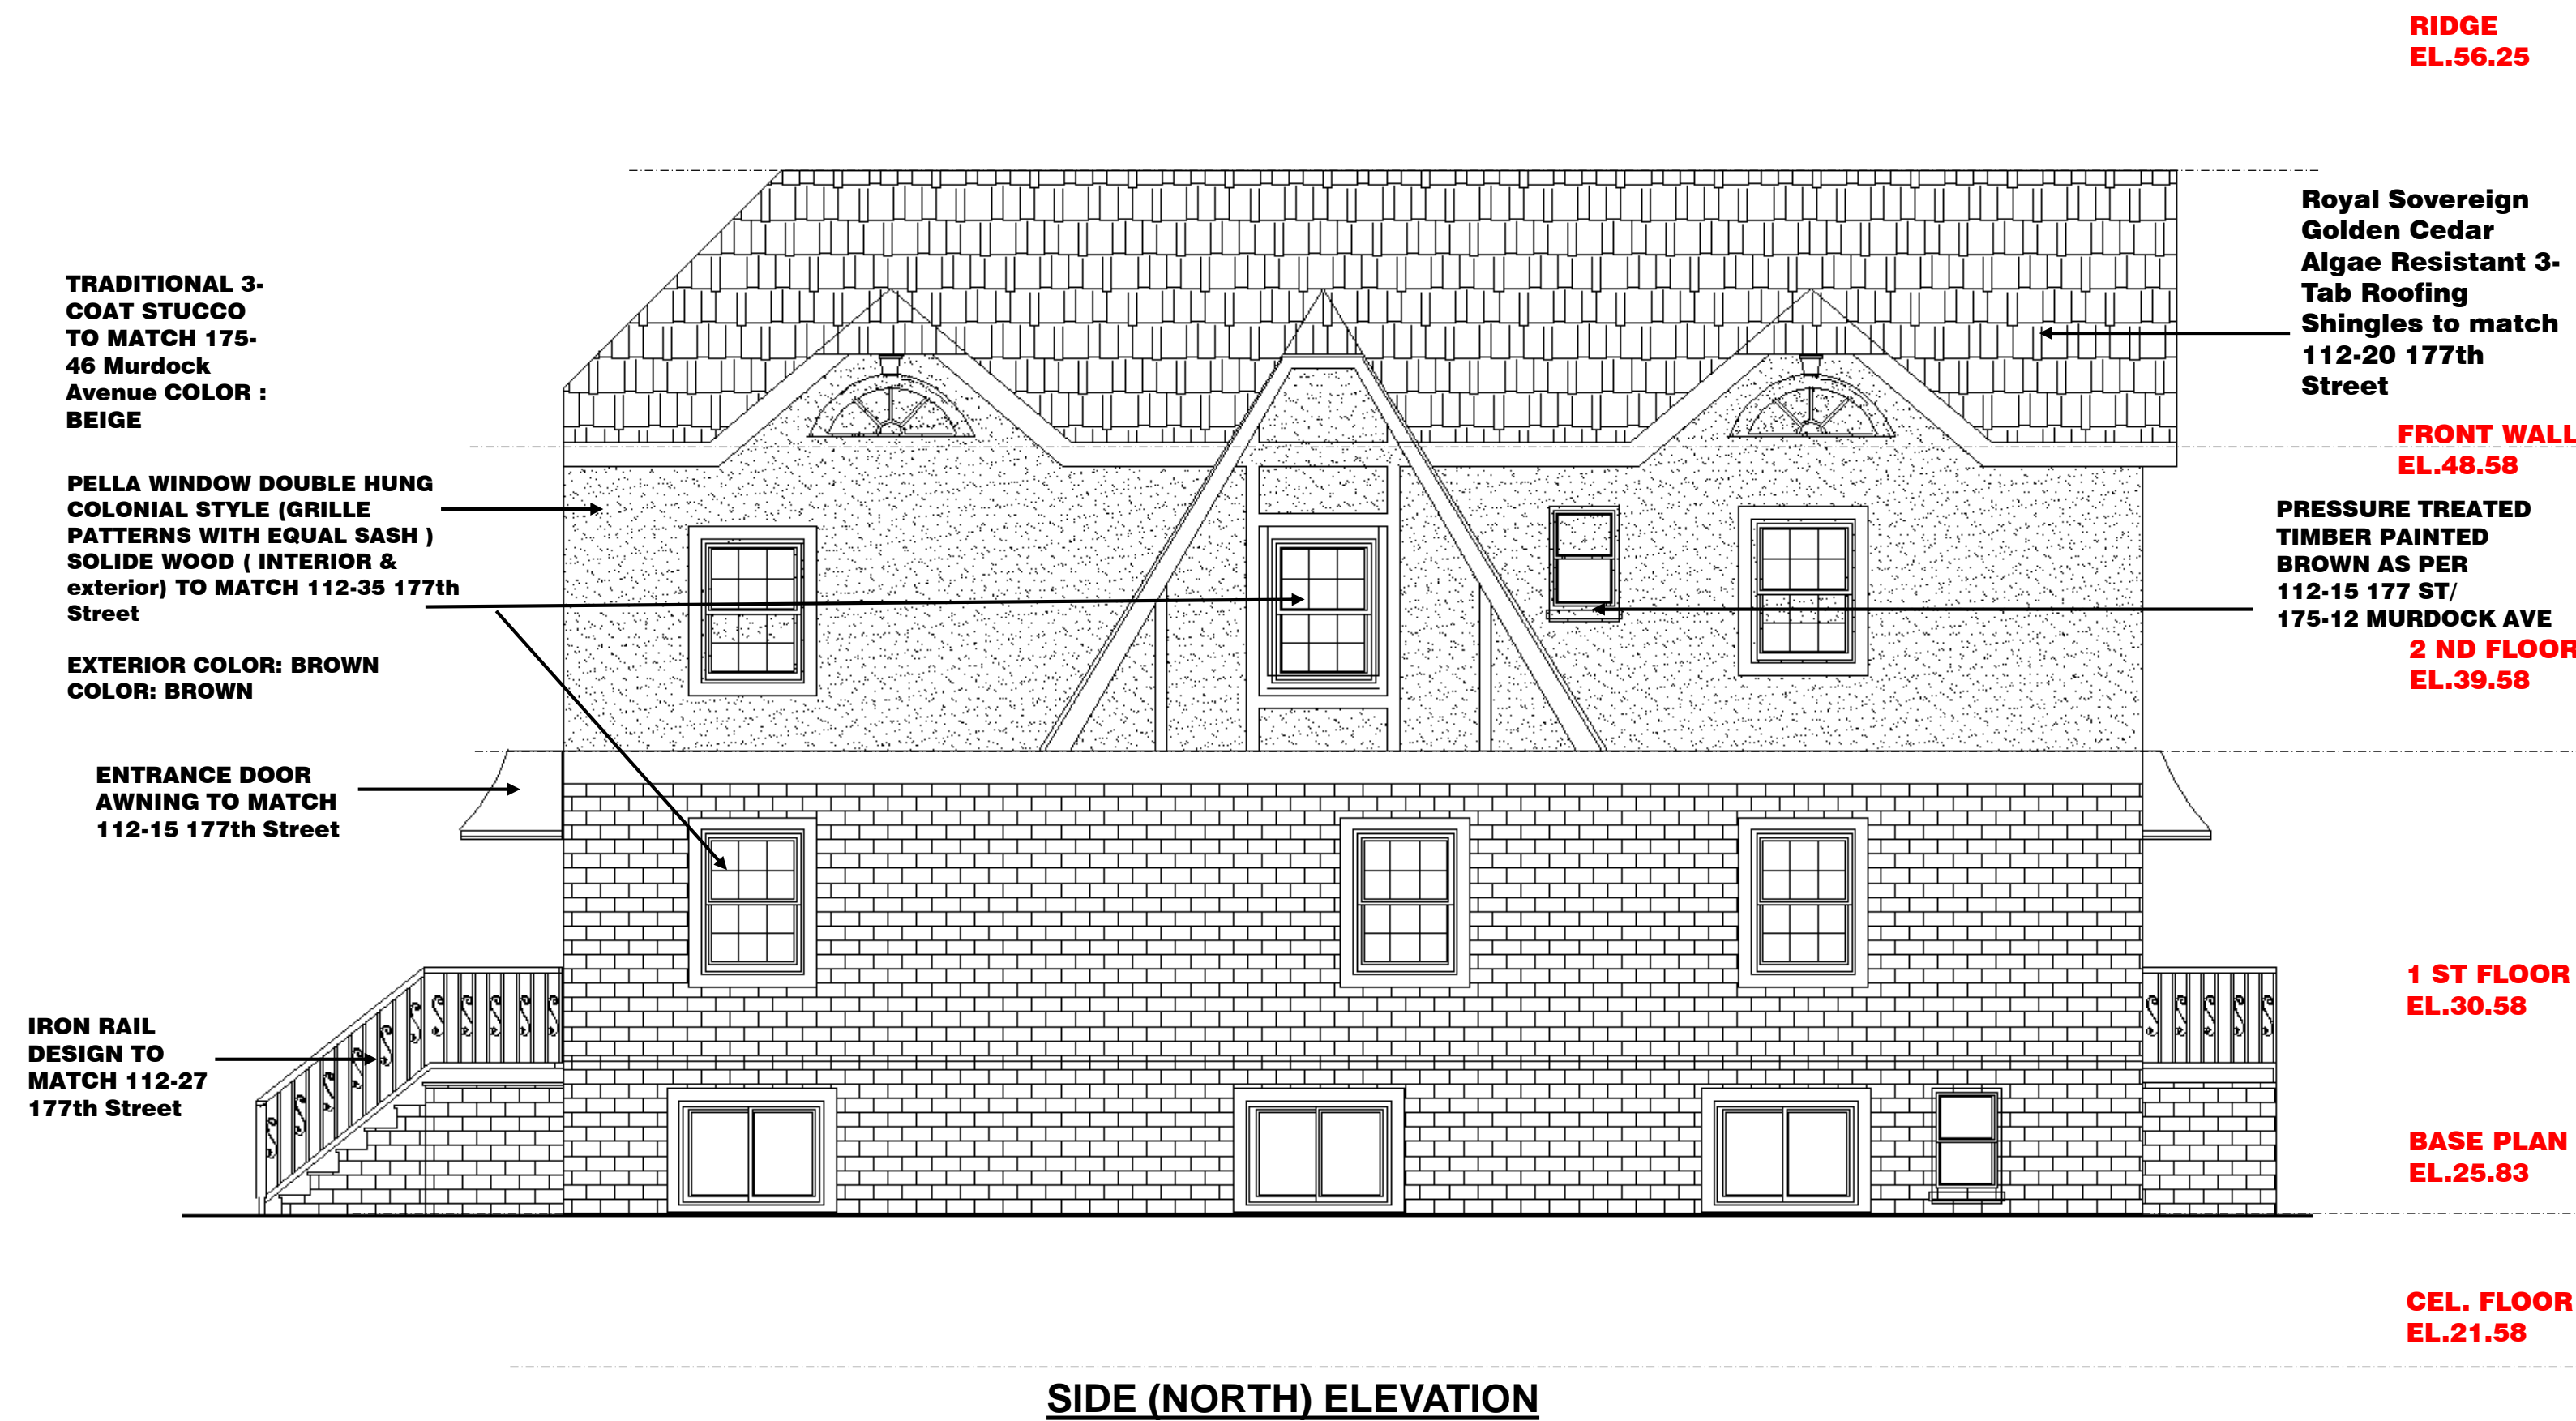 RIDGE
EL.56.25
Royal Sovereign
Golden Cedar
Algae Resistant 3-
Tab Roofing
Shingles to match
112-20 177th
Street
TRADITIONAL 3-
COAT STUCCO
TO MATCH 175-
46 Murdock
Avenue COLOR :
BEIGE
FRONT WALL
EL.48.58
PELLA WINDOW DOUBLE HUNG
COLONIAL STYLE (GRILLE
PATTERNS WITH EQUAL SASH )
SOLIDE WOOD ( INTERIOR &
exterior) TO MATCH 112-35 177th
Street
EXTERIOR COLOR: BROWN
COLOR: BROWN
PRESSURE TREATED
TIMBER PAINTED
BROWN AS PER
112-15 177 ST/
175-12 MURDOCK AVE
2 ND FLOOR
EL.39.58
ENTRANCE DOOR
AWNING TO MATCH
112-15 177th Street
1 ST FLOOR
EL.30.58
IRON RAIL
DESIGN TO
MATCH 112-27
177th Street
BASE PLAN
EL.25.83
CEL. FLOOR
EL.21.58
SIDE (NORTH) ELEVATION